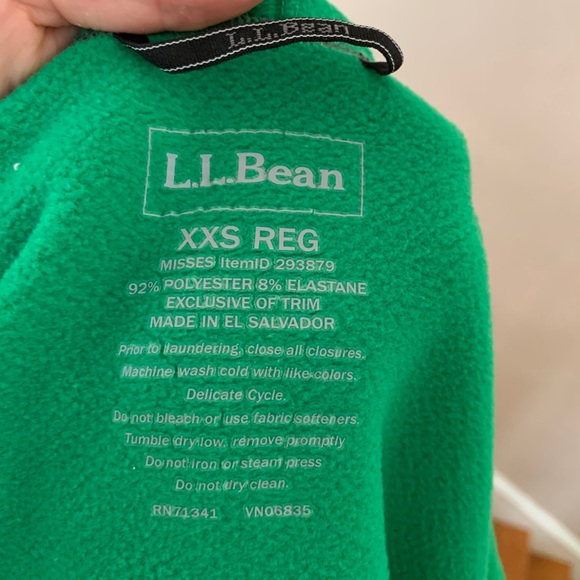 L.L.Bean
L.L.Bean
XXS REG
MISSES ItemID 293879
92% POLYESTER 8% ELASTANE
EXCLUSIVE OF TRIM
MADE IN EL SALVADOR
Prior to laundering, close all closures.
Machine wash cold with like colors.
Delicate Cycle.
Do not bleach or use fabric softeners.
Tumble dry low, remove promptly
Do not iron or steam press
Do not dry clean.
RN71341 VN06835